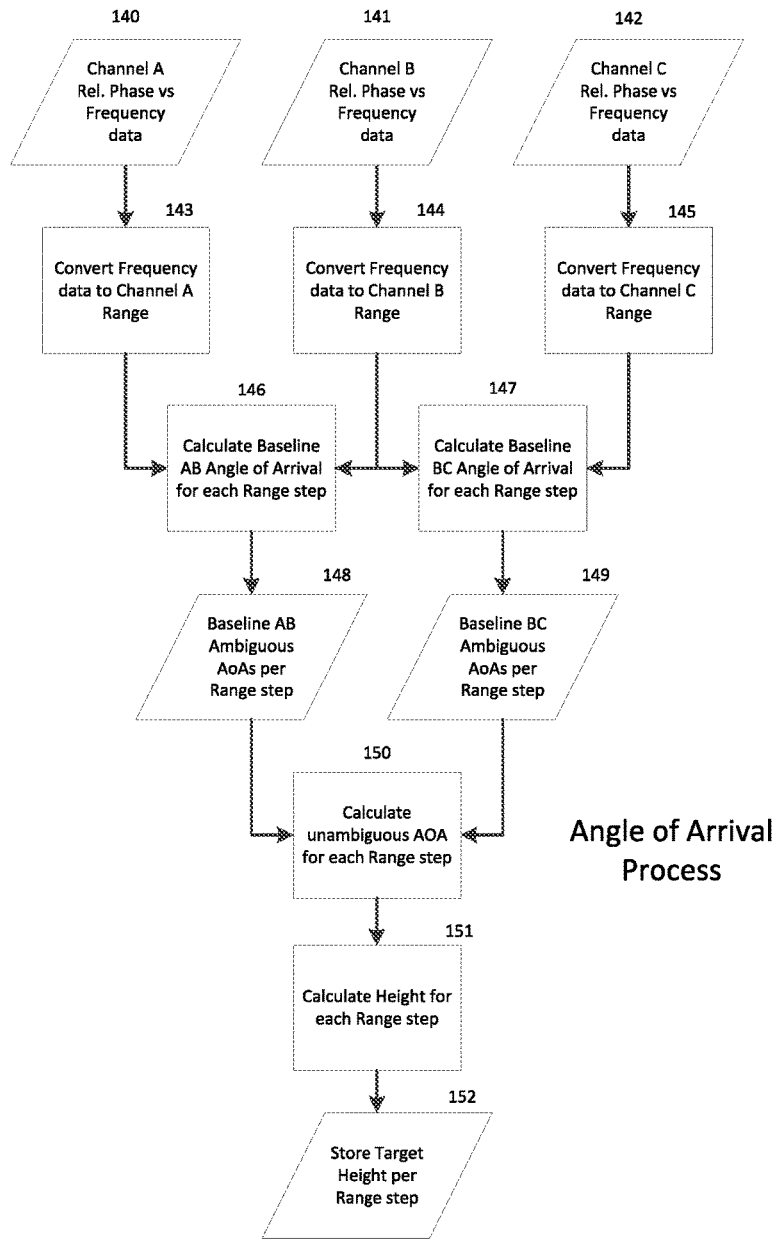 140
141
142
Channel A
Rel. Phase vs
Frequency
data
Channel B
Rel. Phase vs
Frequency
data
Channel C
Rel. Phase vs
Frequency
data
143
144
145
Convert Frequency
data to Channel A
Range
Convert Frequency
data to Channel B
Range
Convert Frequency
data to Channel C
Range
146
147
Calculate Baseline
AB Angle of Arrival
for each Range step
Calculate Baseline
BC Angle of Arrival
for each Range step
148
149
Baseline AB
Ambiguous
AoAs per
Range step
Baseline BC
Ambiguous
AoAs per
Range step
150
Calculate
unambiguous AOA
for each Range step
Angle of Arrival
Process
151
Calculate Height for
each Range step
152
Store Target
Height per
Range step